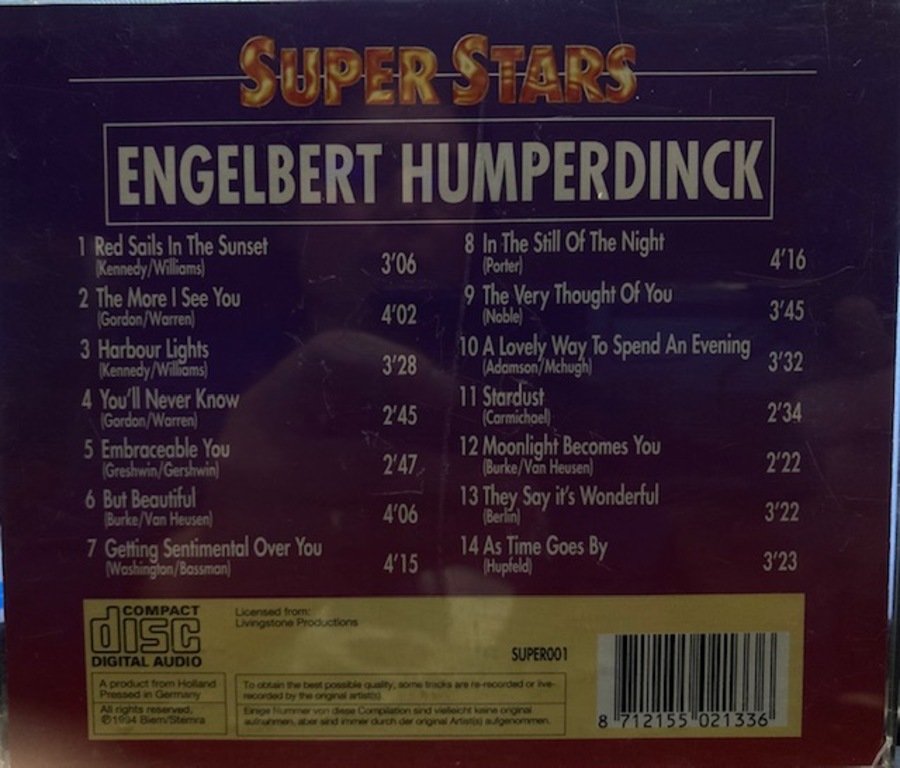 SUPER STARS
ENGELBERT HUMPERDINCK
1 Red Sails In The Sunset
(Kennedy/Williams) 3'06
2 The More I See You
(Gordon/Warren) 4'02
3 Harbour Lights
(Kennedy/Williams) 3'28
4 You'll Never Know
(Gordon/Warren) 2'45
5 Embraceable You
(Greshwin/Gershwin) 2'47
6 But Beautiful
(Burke/Van Heusen) 4'06
7 Getting Sentimental Over You
(Washington/Bassman) 4'15
8 In The Still Of The Night
(Porter) 4'16
9 The Very Thought Of You
(Noble) 3'45
10 A Lovely Way To Spend An Evening
(Adamson/Mchugh) 3'32
11 Stardust
(Carmichael) 2'34
12 Moonlight Becomes You
(Burke/Van Heusen) 2'22
13 They Say it's Wonderful
(Berlin) 3'22
14 As Time Goes By
(Hupfeld) 3'23
COMPACT
disc
DIGITAL AUDIO
Licensed from:
Livingstone Productions
SUPER001
A product from Holland
Pressed in Germany
All rights reserved,
℗1994 Biem/Stemra
To obtain the best possible quality, some tracks are re-recorded or live-
recorded by the original artist(s)
Einige Nummer von diese Compilation sind vielleicht keine original
aufnahmen, aber sind immer durch der original Artist(s) aufgenommen.
8 712155 021336